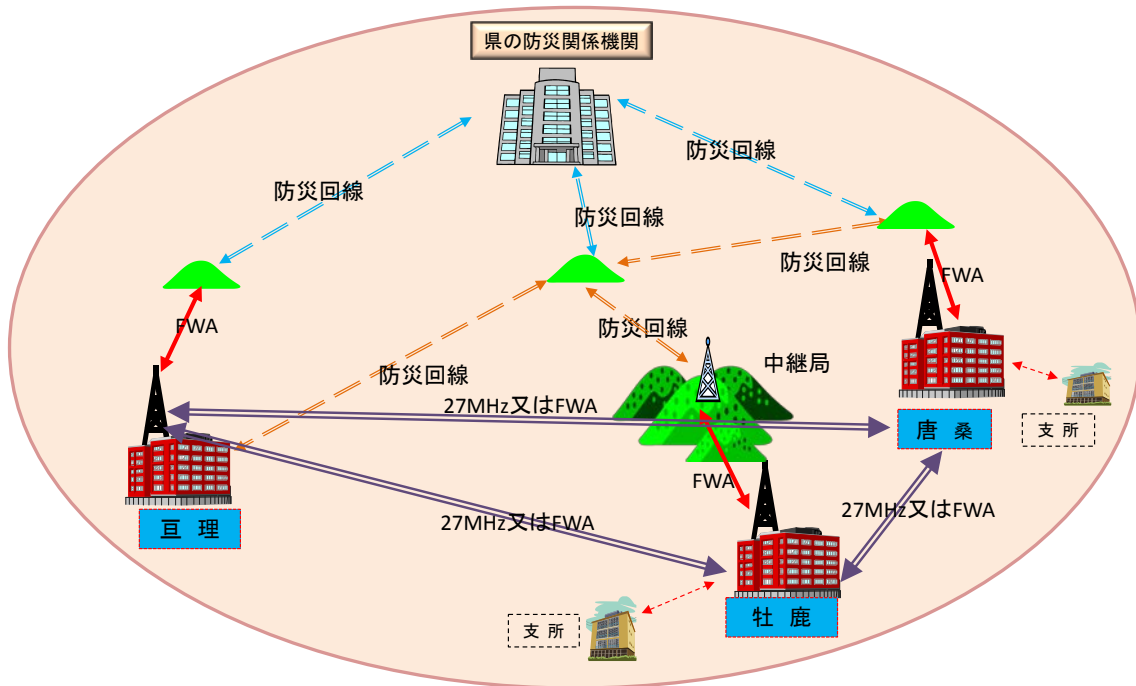 県の防災関係機関
防災回線
防災回線
防災回線
防災回線
FWA
FWA
防災回線
中継局
防災回線
27MHz又はFWA
唐 桑
支 所
FWA
27MHz又はFWA
27MHz又はFWA
亘 理
牡 鹿
支 所